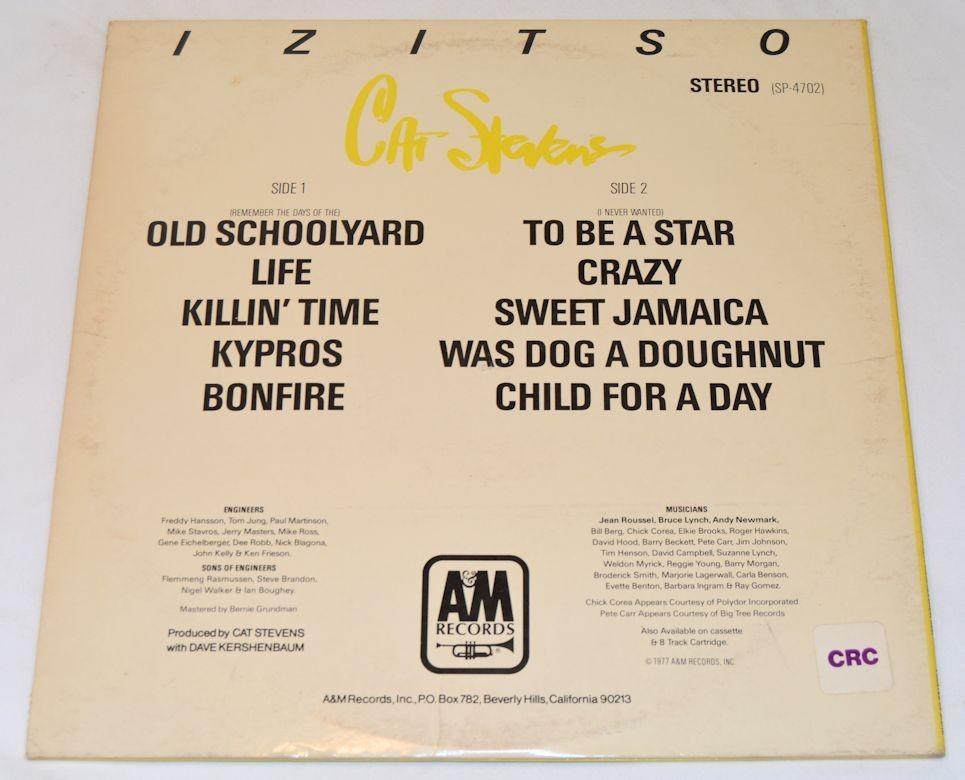 IZITSO
STEREO (SP-4702)
Cat Stevens
SIDE 1
(REMEMBER THE DAYS OF THE)
OLD SCHOOLYARD
LIFE
KILLIN' TIME
KYPROS
BONFIRE
SIDE 2
(I NEVER WANTED)
TO BE A STAR
CRAZY
SWEET JAMAICA
WAS DOG A DOUGHNUT
CHILD FOR A DAY
ENGINEERS
Freddy Hansson, Tom Jung, Paul Martinson,
Mike Stavros, Jerry Masters, Mike Ross,
Gene Eichelberger, Dee Robb, Nick Blagona,
John Kelly & Ken Frieson.
SONS OF ENGINEERS
Flemmeng Rasmussen, Steve Brandon,
Nigel Walker & Ian Boughey.
Mastered by Bernie Grundman
Produced by CAT STEVENS
with DAVE KERSHENBAUM
A&M
RECORDS
®
MUSICIANS
Jean Roussel, Bruce Lynch, Andy Newmark,
Bill Berg, Chick Corea, Elkie Brooks, Roger Hawkins,
David Hood, Barry Beckett, Pete Carr, Jim Johnson,
Tim Henson, David Campbell, Suzanne Lynch,
Weldon Myrick, Reggie Young, Barry Morgan,
Broderick Smith, Marjorie Lagerwall, Carla Benson,
Evette Benton, Barbara Ingram & Ray Gomez.
Chick Corea Appears Courtesy of Polydor Incorporated
Pete Carr Appears Courtesy of Big Tree Records
Also Available on cassette
& 8 Track Cartridge.
© 1977 A&M RECORDS, INC.
CRC
A&M Records, Inc., P.O. Box 782, Beverly Hills, California 90213